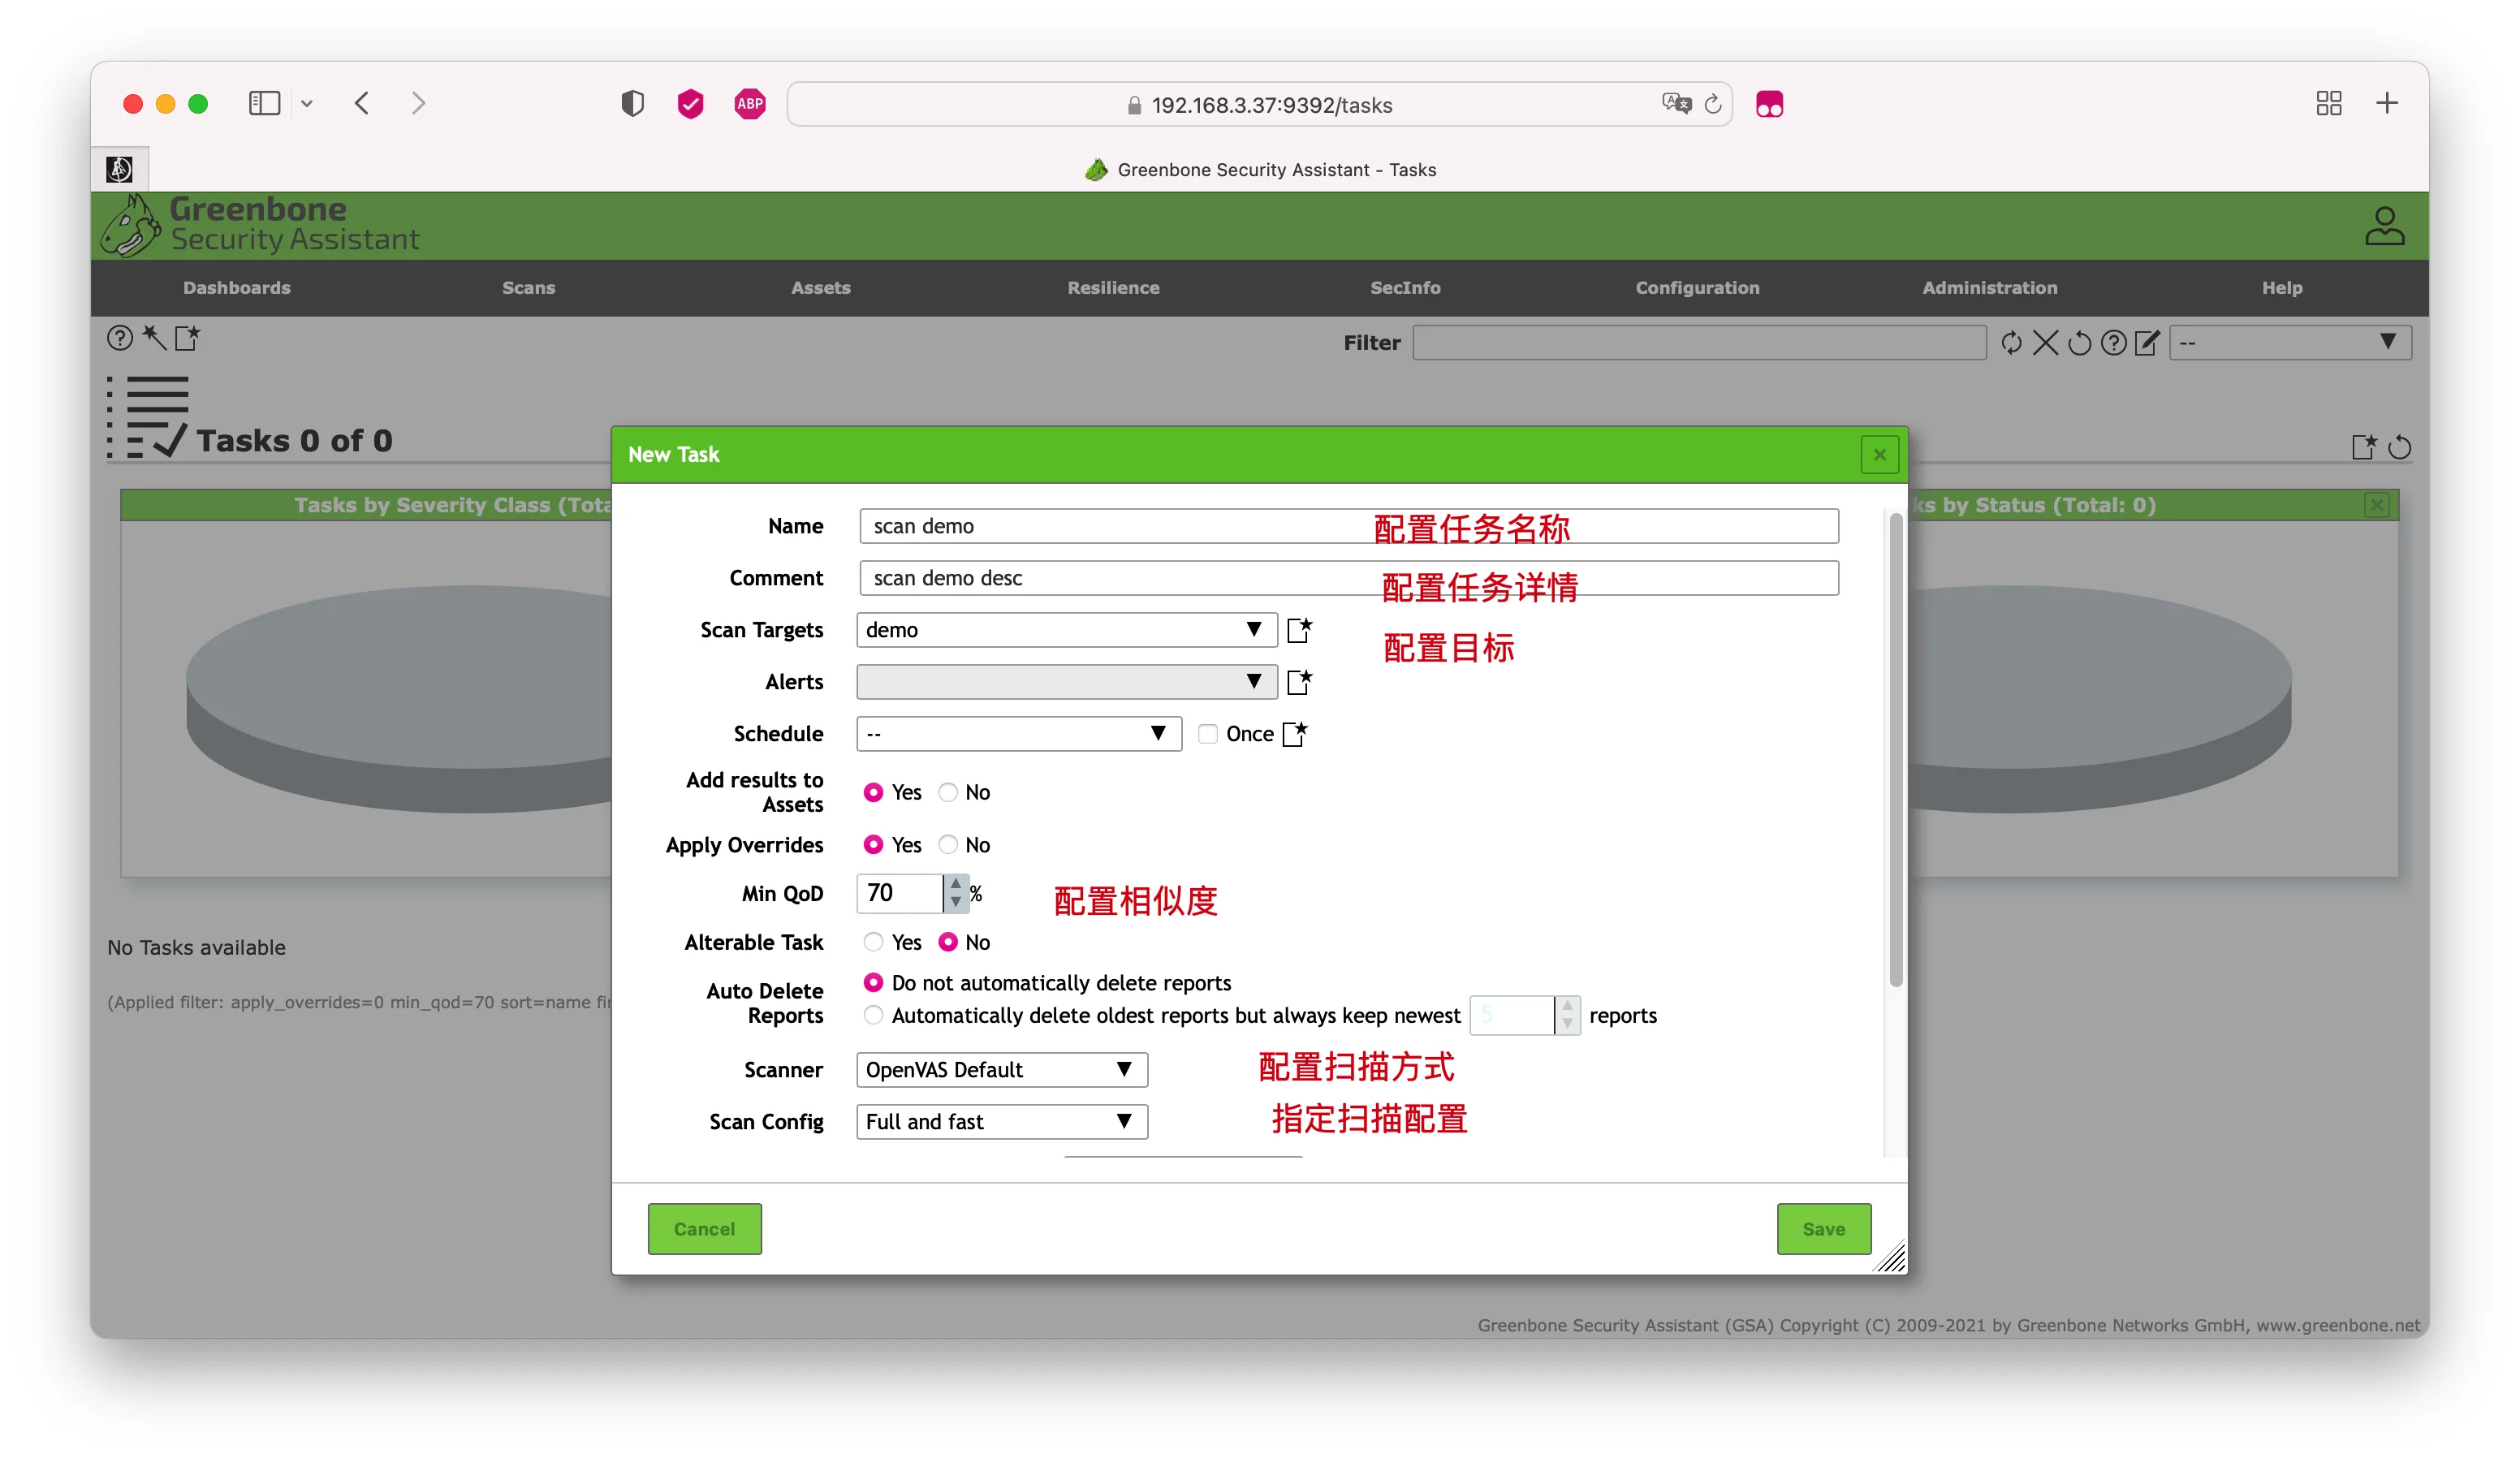 ABP
192.168.3.37:9392/tasks
Greenbone Security Assistant - Tasks
Greenbone
Security Assistant
Dashboards Scans Assets Resilience SecInfo Configuration Administration Help
Filter --
Tasks 0 of 0
New Task
Tasks by Severity Class (Tota
ks by Status (Total: 0)
Name scan demo 配置任务名称
Comment scan demo desc 配置任务详情
Scan Targets demo 配置目标
Alerts
Schedule -- Once
Add results to
Assets
Yes No
Apply Overrides Yes No
Min QoD 70 % 配置相似度
Alterable Task Yes No
No Tasks available
Auto Delete
Reports
Do not automatically delete reports
Automatically delete oldest reports but always keep newest 5 reports
(Applied filter: apply_overrides=0 min_qod=70 sort=name fir
Scanner OpenVAS Default 配置扫描方式
Scan Config Full and fast 指定扫描配置
Cancel Save
Greenbone Security Assistant (GSA) Copyright (C) 2009-2021 by Greenbone Networks GmbH, www.greenbone.net